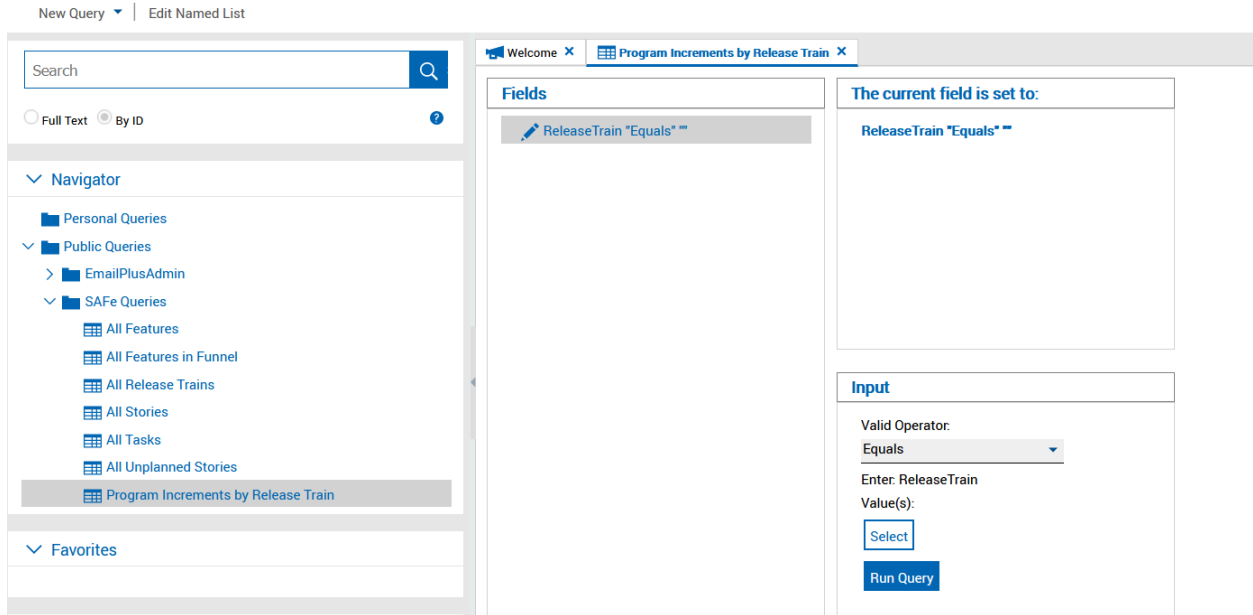 New Query
Edit Named List
Search
Full Text
By ID
?
Navigator
Personal Queries
Public Queries
EmailPlusAdmin
SAFe Queries
All Features
All Features in Funnel
All Release Trains
All Stories
All Tasks
All Unplanned Stories
Program Increments by Release Train
Favorites
Welcome
Program Increments by Release Train
Fields
ReleaseTrain "Equals" ""
The current field is set to:
ReleaseTrain "Equals" ""
Input
Valid Operator:
Equals
Enter: ReleaseTrain
Value(s):
Select
Run Query